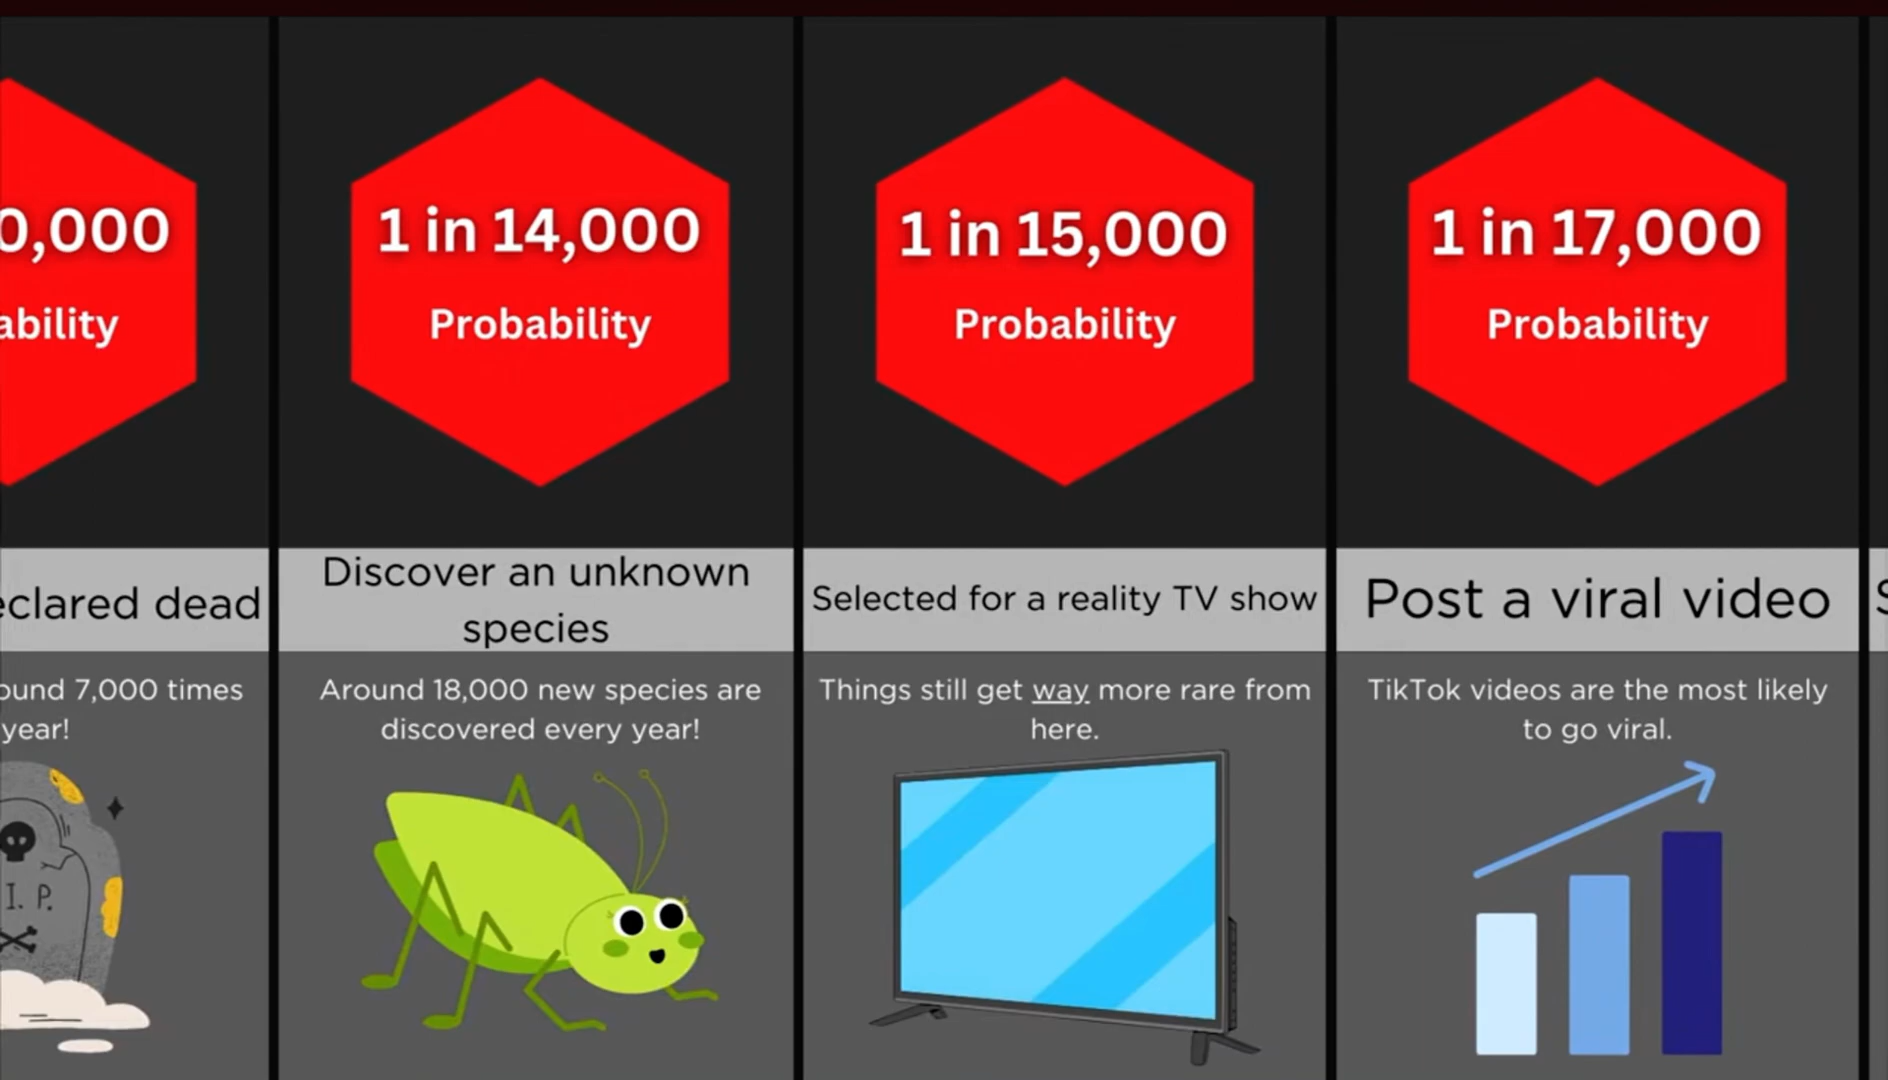 0,000
ability
eclared dead
ound 7,000 times
year!
I. P.
1 in 14,000
Probability
Discover an unknown
species
Around 18,000 new species are
discovered every year!
1 in 15,000
Probability
Selected for a reality TV show
Things still get way more rare from
here.
1 in 17,000
Probability
Post a viral video
TikTok videos are the most likely
to go viral.
S